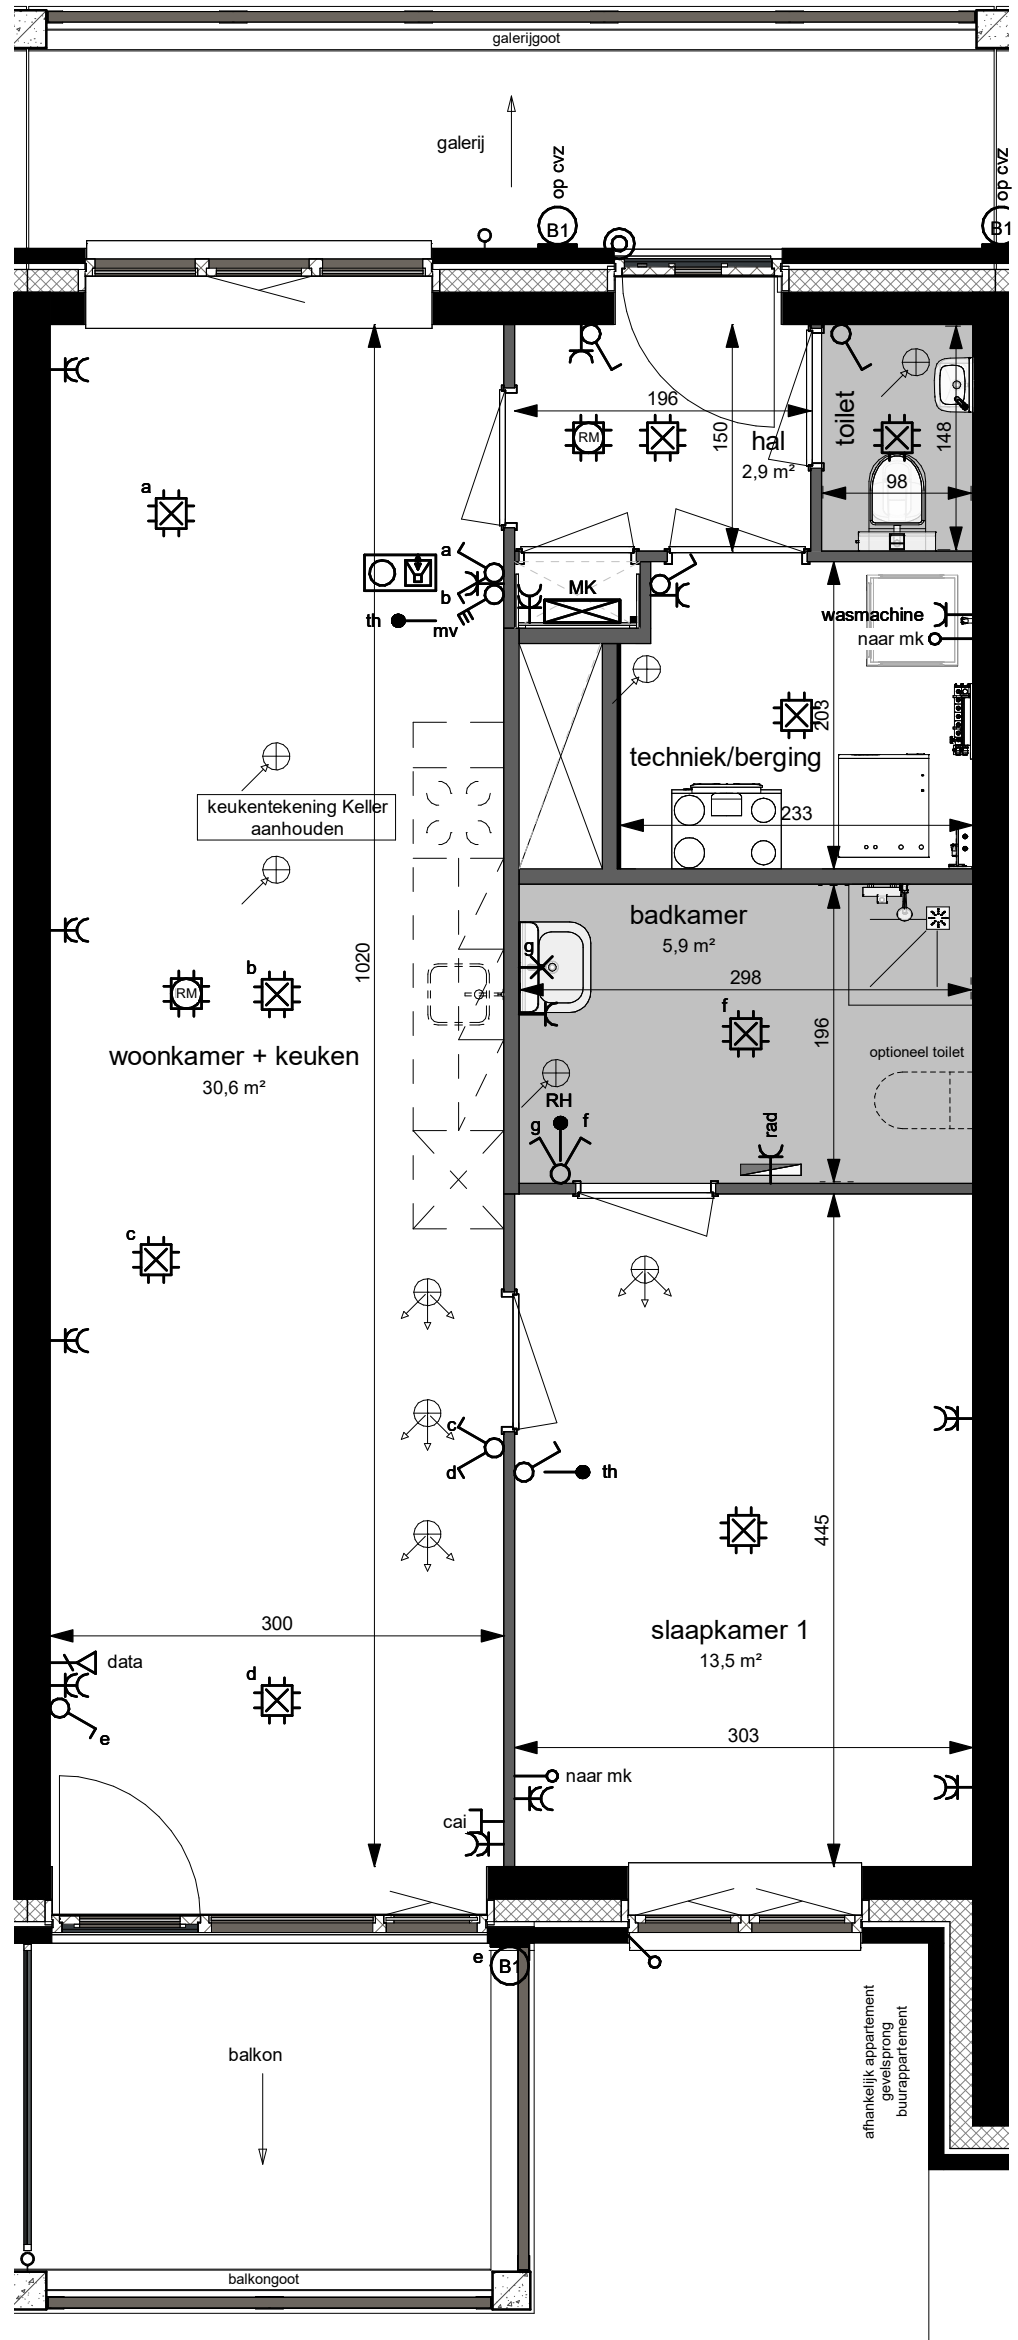 galerijgoot
galerij
op cvz
B1
op cvz
B1
196
150
hal
2,9 m²
RM
toilet
148
98
a
a
b
th
mv
MK
wasmachine
naar mk
203
techniek/berging
233
keukentekening Keller
aanhouden
1020
badkamer
5,9 m²
g
298
f
196
optioneel toilet
RM
b
woonkamer + keuken
30,6 m²
RH
g
f
rad
c
c
d
th
445
300
slaapkamer 1
13,5 m²
data
d
e
303
naar mk
cai
e
B1
balkon
afhankelijk appartement
gevelsprong
buurappartement
balkongoot